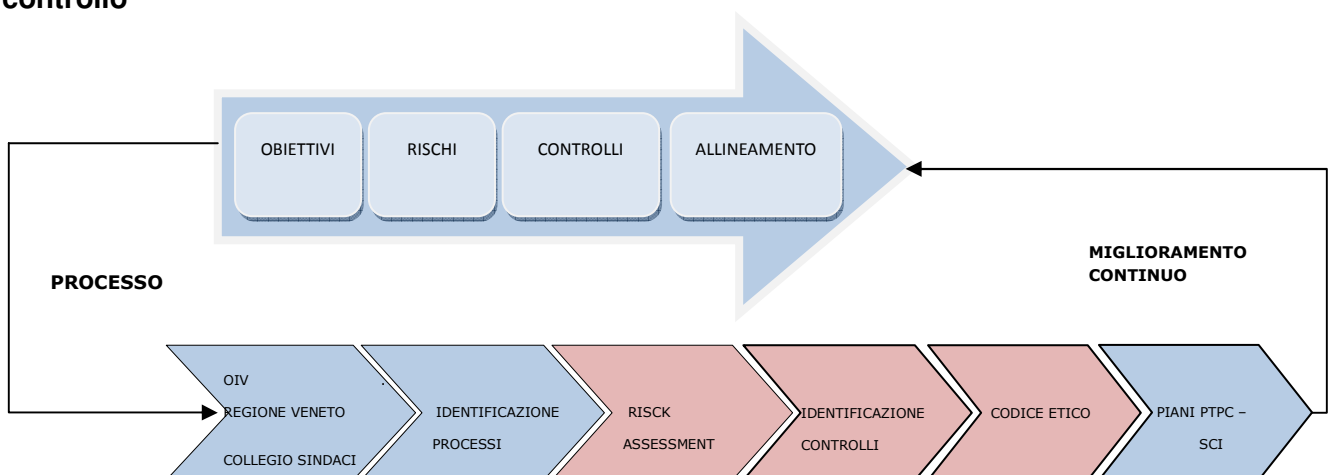 controllo
OBIETTIVI
RISCHI
CONTROLLI
ALLINEAMENTO
PROCESSO
MIGLIORAMENTO
CONTINUO
OIV .
REGIONE VENETO
COLLEGIO SINDACI
IDENTIFICAZIONE
PROCESSI
RISCK
ASSESSMENT
IDENTIFICAZIONE
CONTROLLI
CODICE ETICO
PIANI PTPC –
SCI